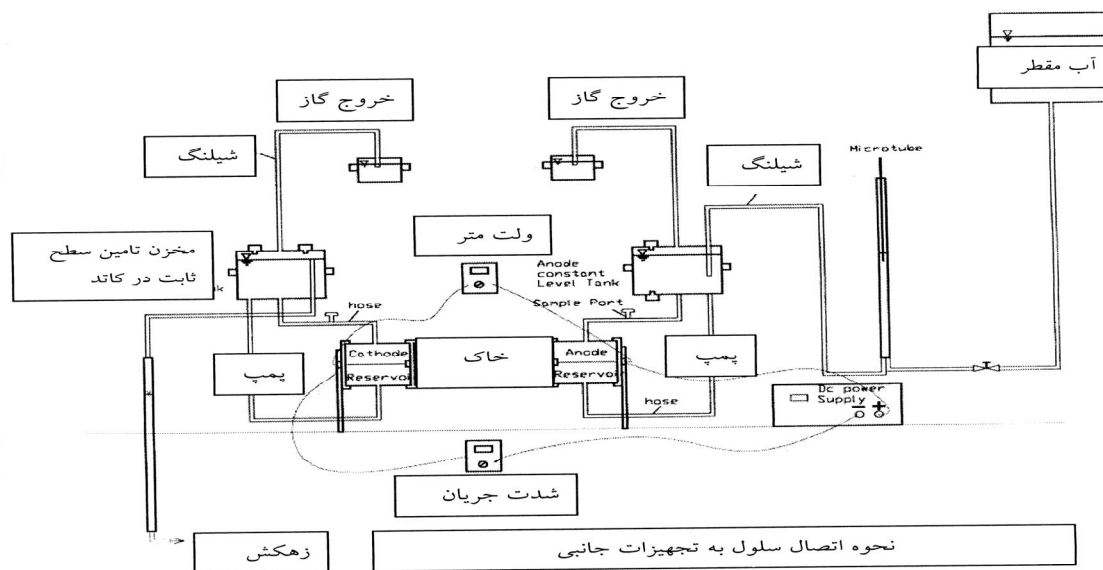 آب مقطر
خروج گاز
خروج گاز
شیلنگ
شیلنگ
Microtube
ولت متر
مخزن تامین سطح
ثابت در کاتد
Anode
constant
Level Tank
Sample Port
hose
Cathode
Reservoi
خاک
Anode
Reservoi
پمپ
پمپ
hose
Dc power
Supply
شدت جریان
زهکش
نحوه اتصال سلول به تجهیزات جانبی